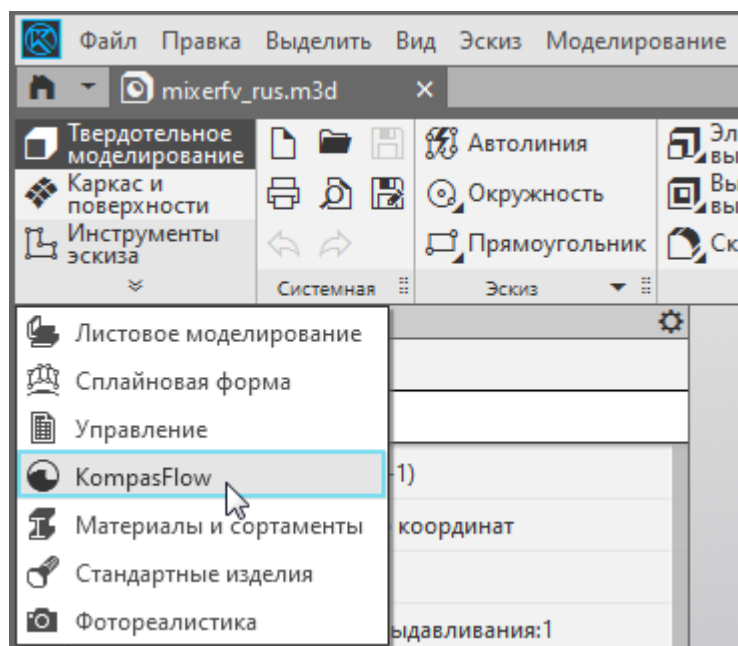 Файл Правка Выделить Вид Эскиз Моделирование
mixerfv_rus.m3d
Твердотельное
моделирование
Каркас и
поверхности
Инструменты
эскиза
Системная
Автолиния
Окружность
Прямоугольник
Эскиз
Листовое моделирование
Сплайновая форма
Управление
KompasFlow
Материалы и сортаменты
Стандартные изделия
Фотореалистика
-1)
координат
ыдавливания:1